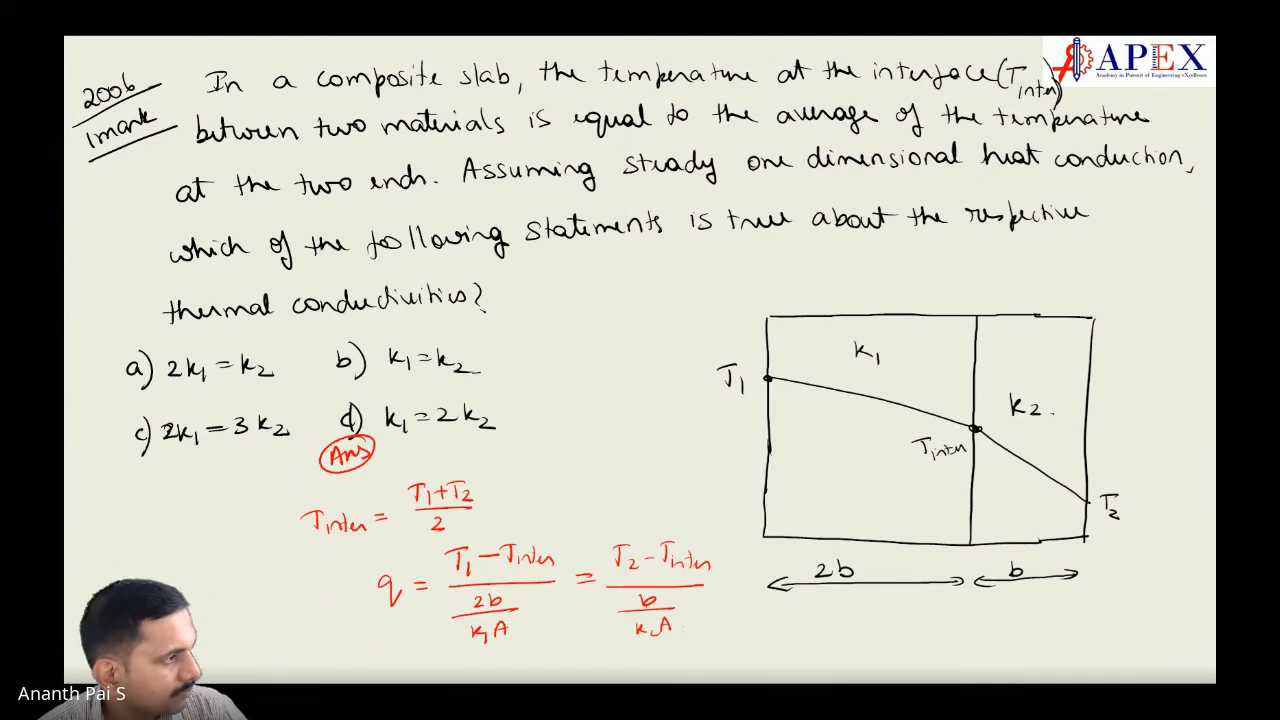 2006
1 mark
In a composite slab, the temperature at the interface (Tinter)
between two materials is equal to the average of the temperature
at the two ends. Assuming steady one dimensional heat conduction,
which of the following statements is true about the respective
thermal conductivities?
a) 2k1 = k2 b) k1 = k2
c) 2k1 = 3k2 d) k1 = 2k2
Ans
Tinter = T1+T2
2
q = T1 - Tinter = T2 - Tinter
2b b
k1A k2A
K1
T1
K2.
Tinter
T2
2b b
APEX
Academy in Pursuit of Engineering eXcellence
Ananth Pai S